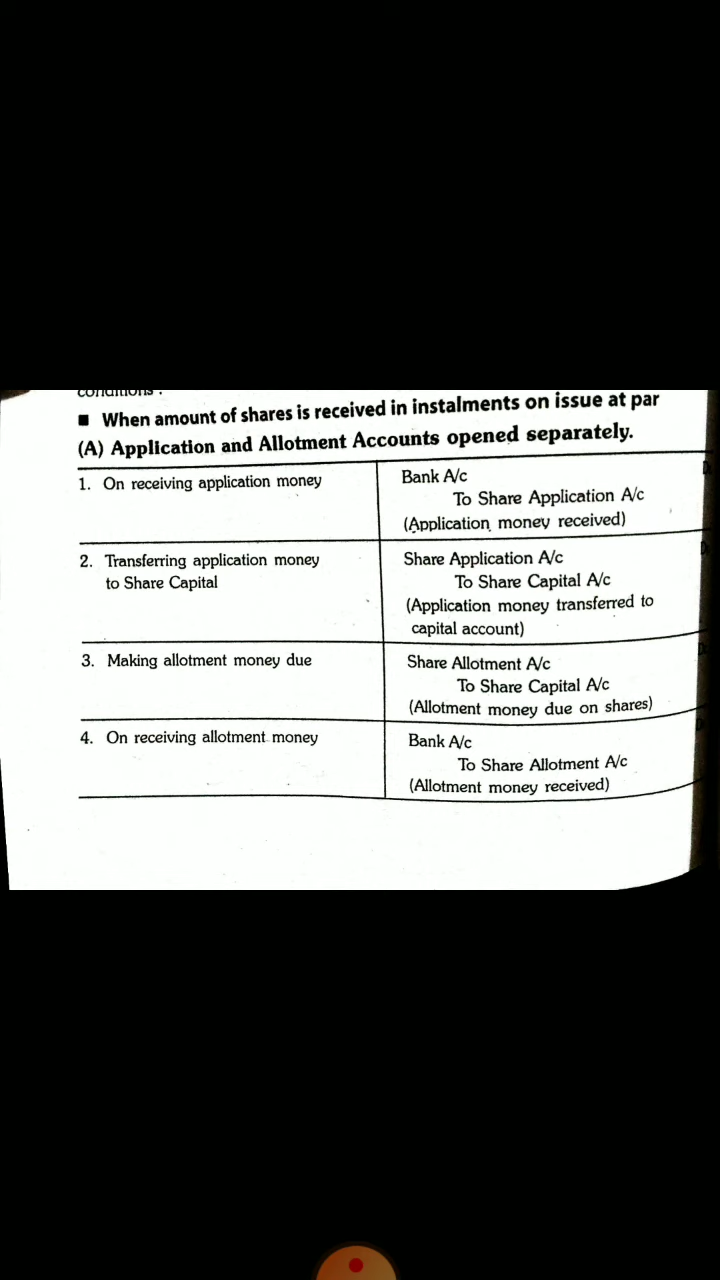 conditions :
■ When amount of shares is received in instalments on issue at par
(A) Application and Allotment Accounts opened separately.
1. On receiving application money
Bank A/c
To Share Application A/c
(Application money received)
2. Transferring application money
to Share Capital
Share Application A/c
To Share Capital A/c
(Application money transferred to
capital account)
3. Making allotment money due
Share Allotment A/c
To Share Capital A/c
(Allotment money due on shares)
4. On receiving allotment money
Bank A/c
To Share Allotment A/c
(Allotment money received)